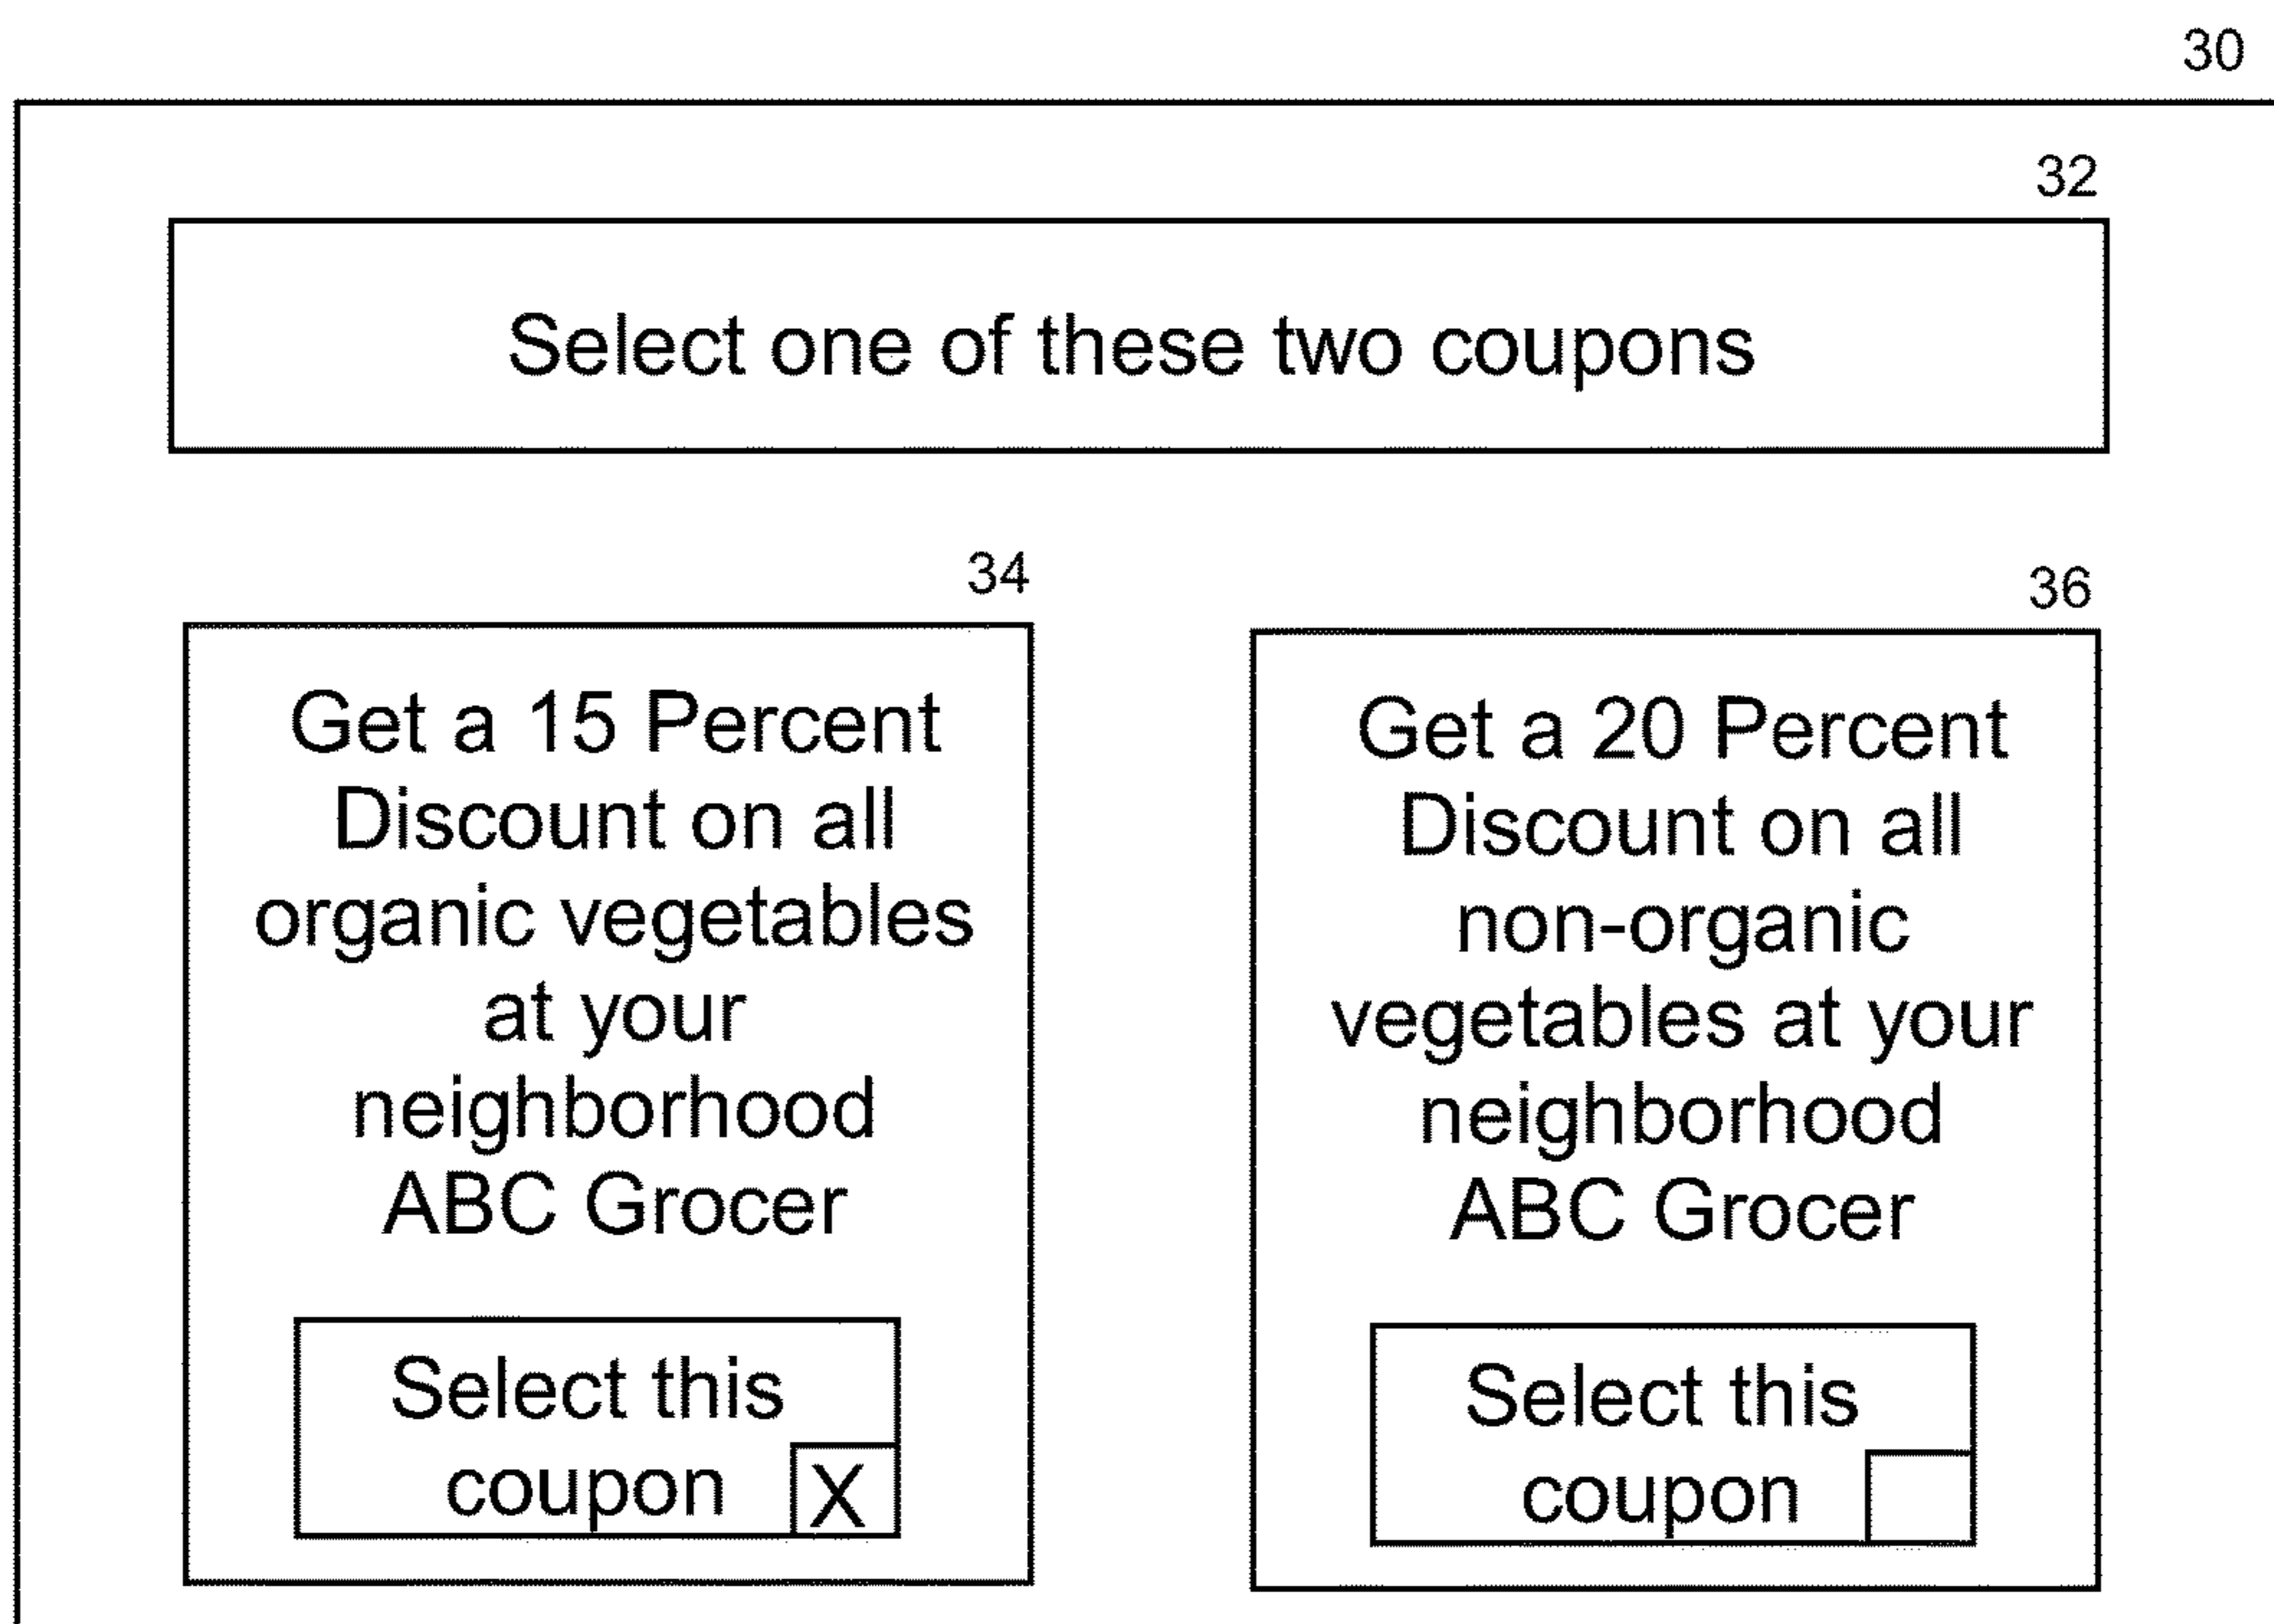 30
32
Select one of these two coupons
34
Get a 15 Percent
Discount on all
organic vegetables
at your
neighborhood
ABC Grocer
Select this
coupon X
36
Get a 20 Percent
Discount on all
non-organic
vegetables at your
neighborhood
ABC Grocer
Select this
coupon